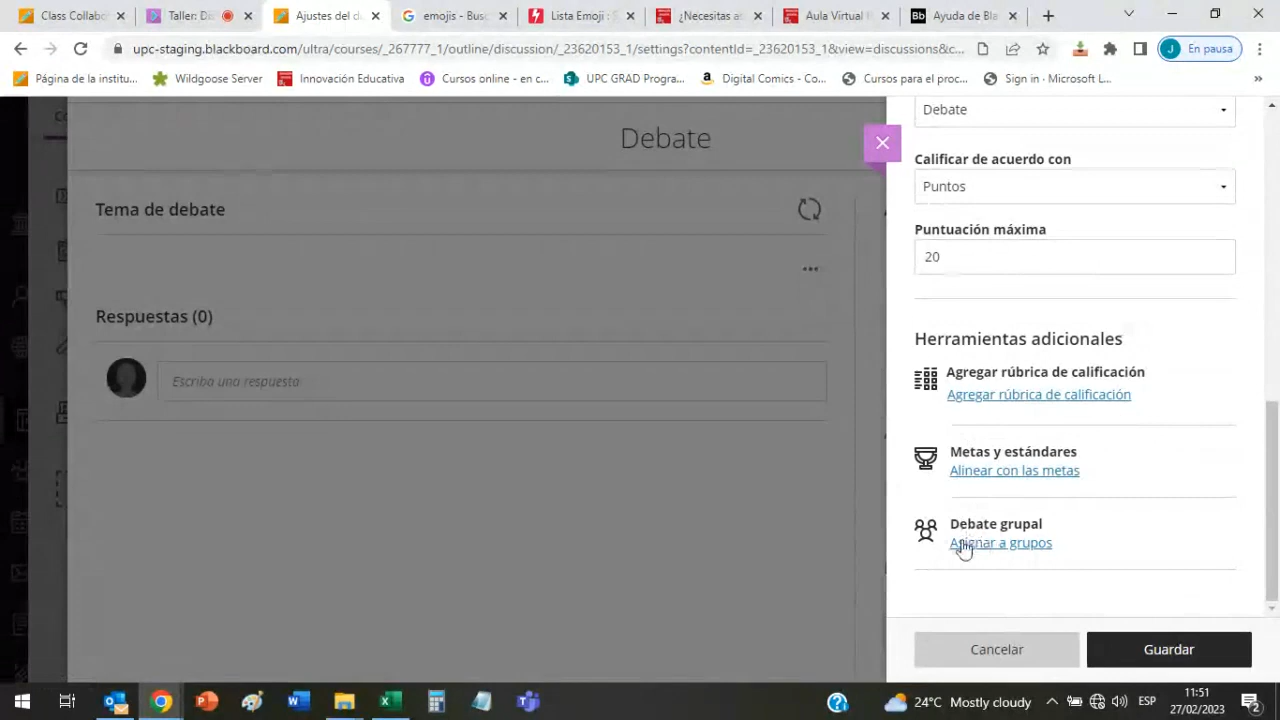 Class Collabo
Taller: D
Ajustes del d
emojis - Bus
Lista Emoji
¿Necesitas a
Aula Virtual
Ayuda de Bla
upc-staging.blackboard.com/ultra/courses/_267777_1/outline/discussion/_23620153_1/settings?contentId=_23620153_1&view=discussions&c...
J En pausa
Página de la institu...
Wildgoose Server
Innovación Educativa
Cursos online - en c...
UPC GRAD Progra...
Digital Comics - Co...
Cursos para el proc...
Sign in · Microsoft L...
Debate
Tema de debate
Respuestas (0)
Escriba una respuesta
Debate
Calificar de acuerdo con
Puntos
Puntuación máxima
20
Herramientas adicionales
Agregar rúbrica de calificación
Agregar rúbrica de calificación
Metas y estándares
Alinear con las metas
Debate grupal
Asignar a grupos
Cancelar
Guardar
24°C Mostly cloudy
ESP
11:51
27/02/2023
2